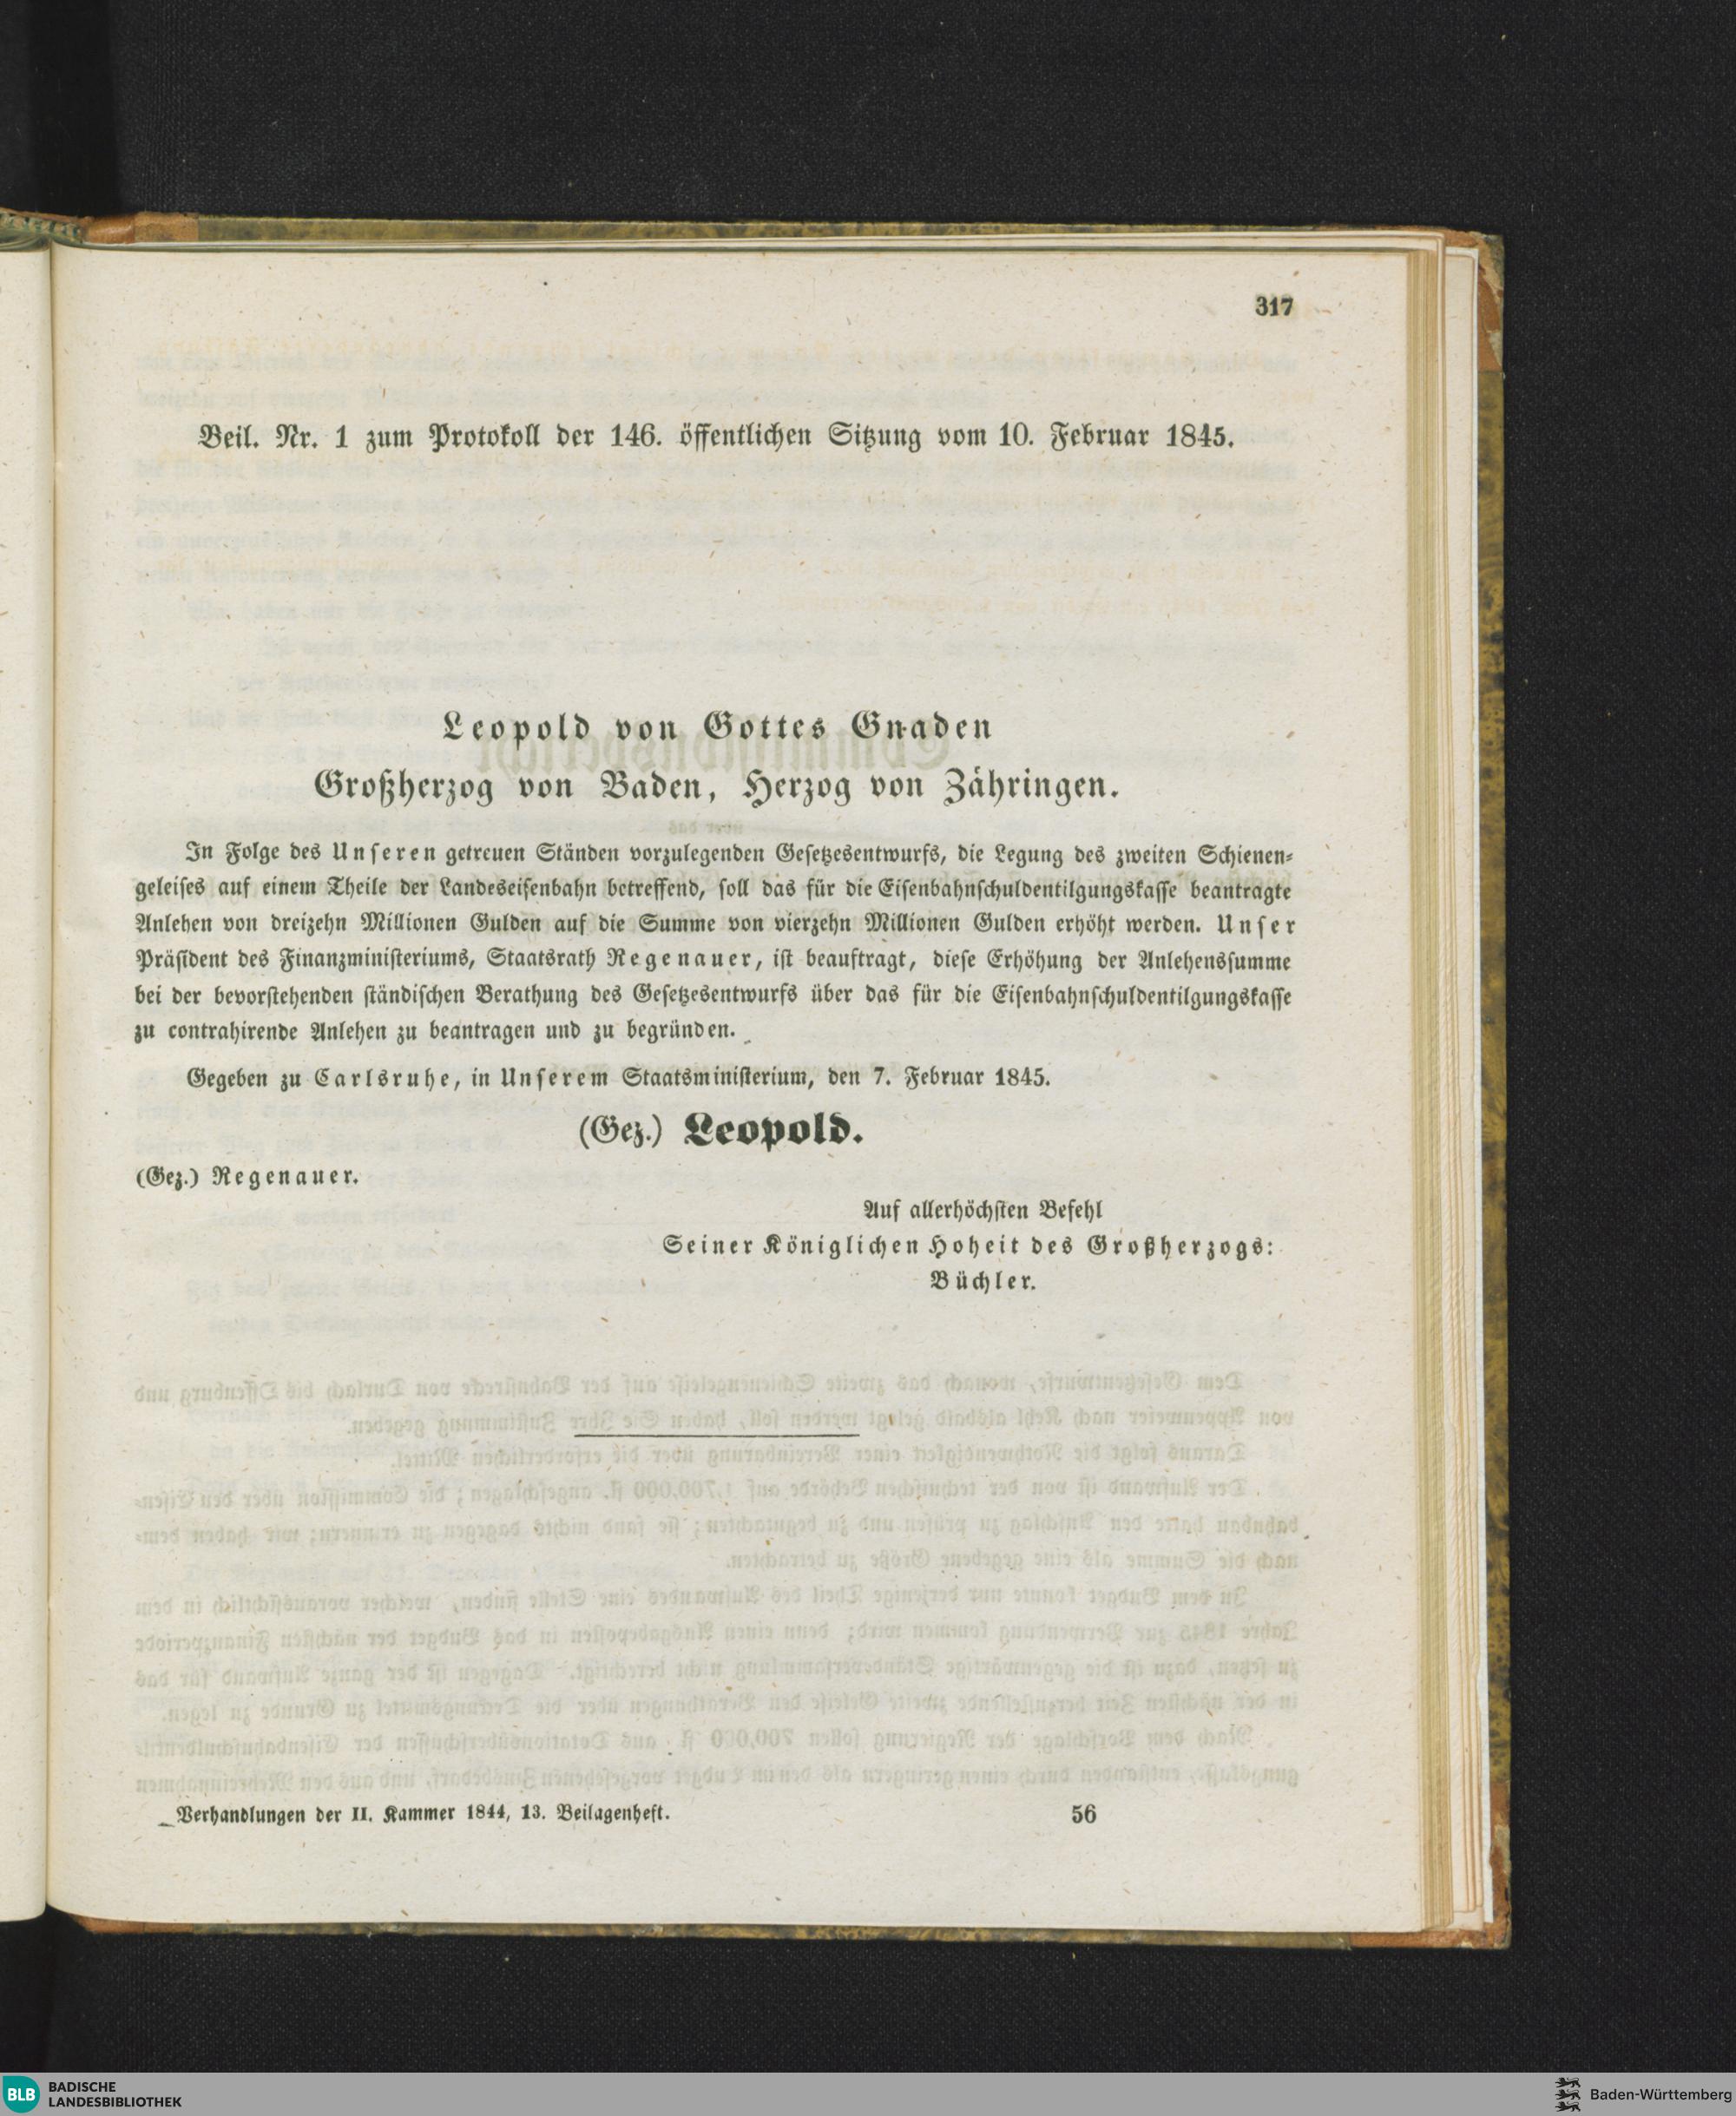 317
Beil. Nr. 1 zum Protokoll der 146. öffentlichen Sitzung vom 10. Februar 1845.
Leopold von Gottes Gnaden
Großherzog von Baden, Herzog von Zähringen.
In Folge des Unseren getreuen Ständen vorzulegenden Gesetzesentwurfs, die Legung des zweiten Schienen-
geleises auf einem Theile der Landeseisenbahn betreffend, soll das für die Eisenbahnschuldentilgungskasse beantragte
Anlehen von dreizehn Millionen Gulden auf die Summe von vierzehn Millionen Gulden erhöht werden. Unser
Präsident des Finanzministeriums, Staatsrath Regenauer, ist beauftragt, diese Erhöhung der Anlehenssumme
bei der bevorstehenden ständischen Berathung des Gesetzesentwurfs über das für die Eisenbahnschuldentilgungskasse
zu contrahirende Anlehen zu beantragen und zu begründen.
Gegeben zu Carlsruhe, in Unserem Staatsministerium, den 7. Februar 1845.
(Gez.) Leopold.
(Gez.) Regenauer.
Auf allerhöchsten Befehl
Seiner Königlichen Hoheit des Großherzogs:
Büchler.
Verhandlungen der II. Kammer 1844, 13. Beilagenheft. 56
BLB BADISCHE
LANDESBIBLIOTHEK
Baden-Württemberg